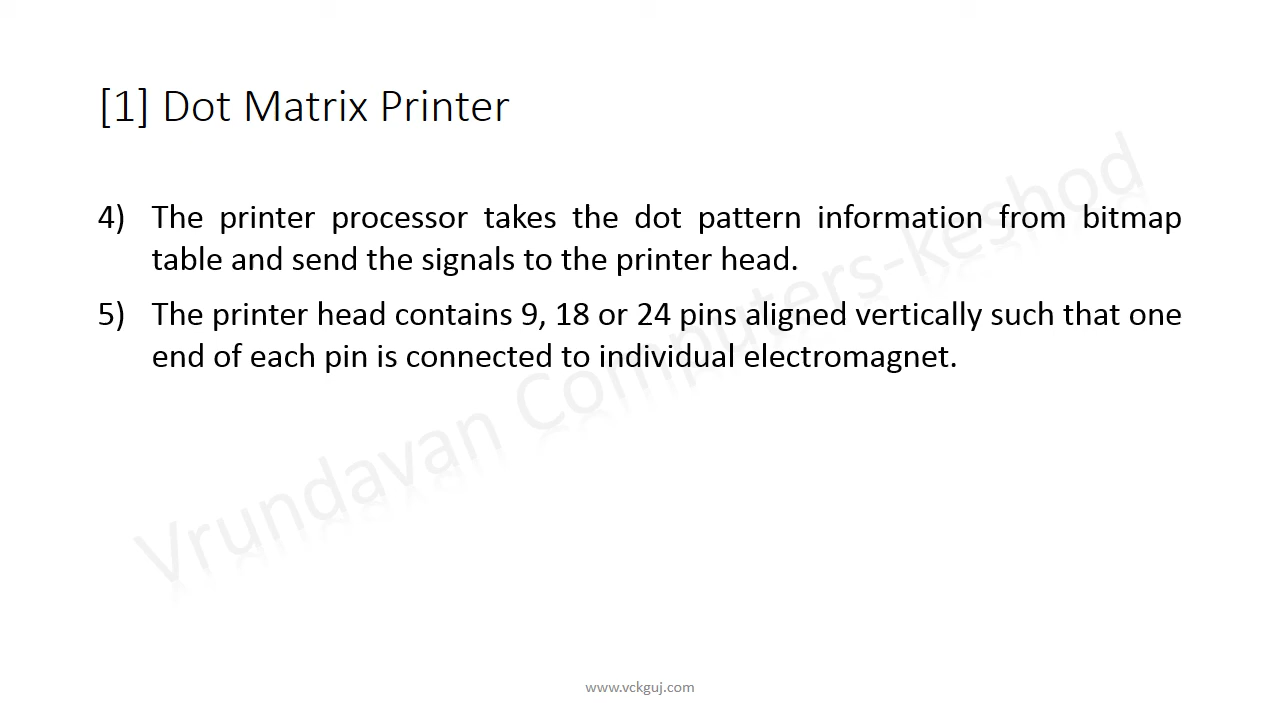 [1] Dot Matrix Printer
4) The printer processor takes the dot pattern information from bitmap
table and send the signals to the printer head.
5) The printer head contains 9, 18 or 24 pins aligned vertically such that one
end of each pin is connected to individual electromagnet.
Vrundavan Computers-keshod
www.vckguj.com